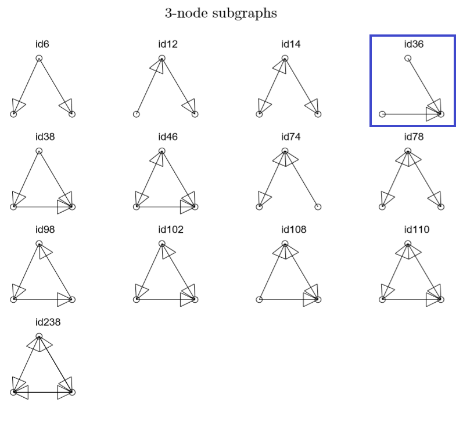 3-node subgraphs
id6 id12 id14 id36
id38 id46 id74 id78
id98 id102 id108 id110
id238